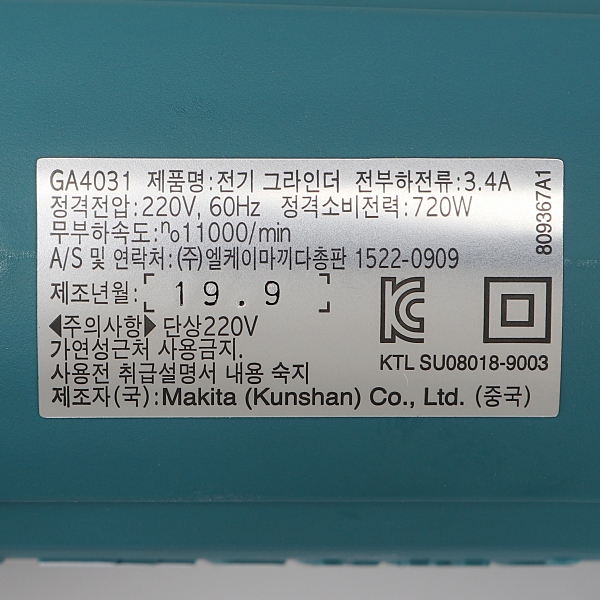 GA4031 제품명:전기 그라인더 전부하전류:3.4A
정격전압:220V, 60Hz 정격소비전력:720W
무부하속도:n₀11000/min
A/S 및 연락처:(주)엘케이마끼다총판 1522-0909
제조년월: 19.9
◀주의사항▶ 단상220V
가연성근처 사용금지.
사용전 취급설명서 내용 숙지
제조자(국):Makita (Kunshan) Co., Ltd. (중국)
KTL SU08018-9003
809367A1